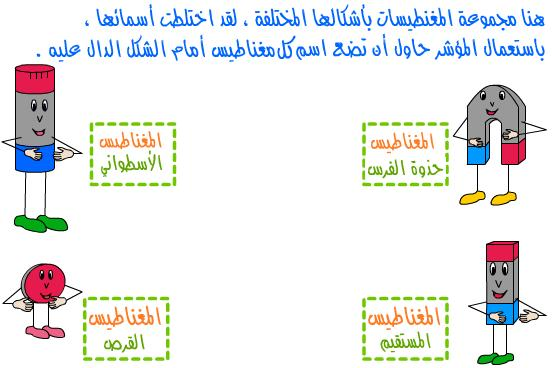 هنا مجموعة المغنطيسات بأشكالها المختلفة ، لقد اختلطت أسمائها ،
باستعمال المؤشر حاول أن تضع اسم كل مغناطيس أمام الشكل الدال عليه .
المغناطيس
حذوة الفرس
المغناطيس
الأسطواني
المغناطيس
المستقيم
المغناطيس
القرص